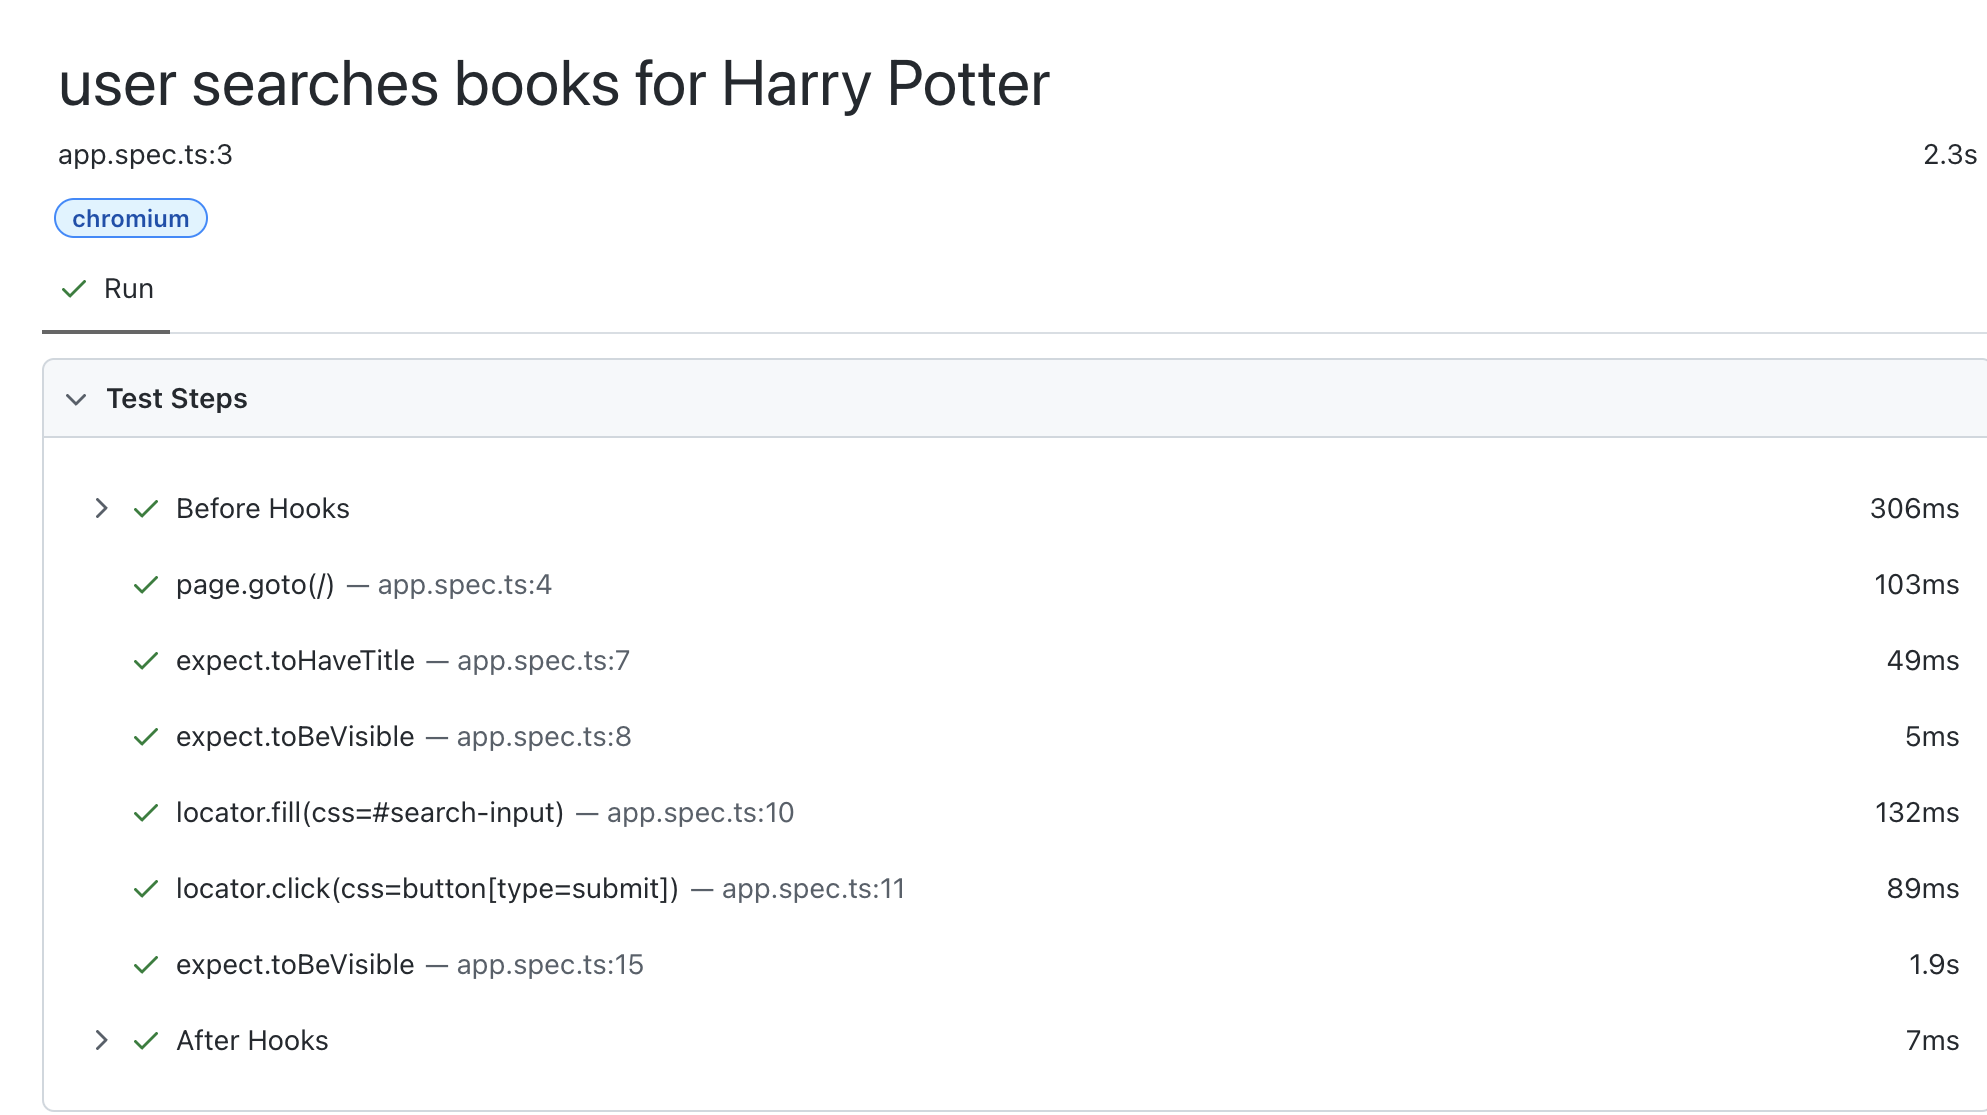 user searches books for Harry Potter
app.spec.ts:3 2.3s
chromium
Run
Test Steps
Before Hooks 306ms
page.goto(/) — app.spec.ts:4 103ms
expect.toHaveTitle — app.spec.ts:7 49ms
expect.toBeVisible — app.spec.ts:8 5ms
locator.fill(css=#search-input) — app.spec.ts:10 132ms
locator.click(css=button[type=submit]) — app.spec.ts:11 89ms
expect.toBeVisible — app.spec.ts:15 1.9s
After Hooks 7ms